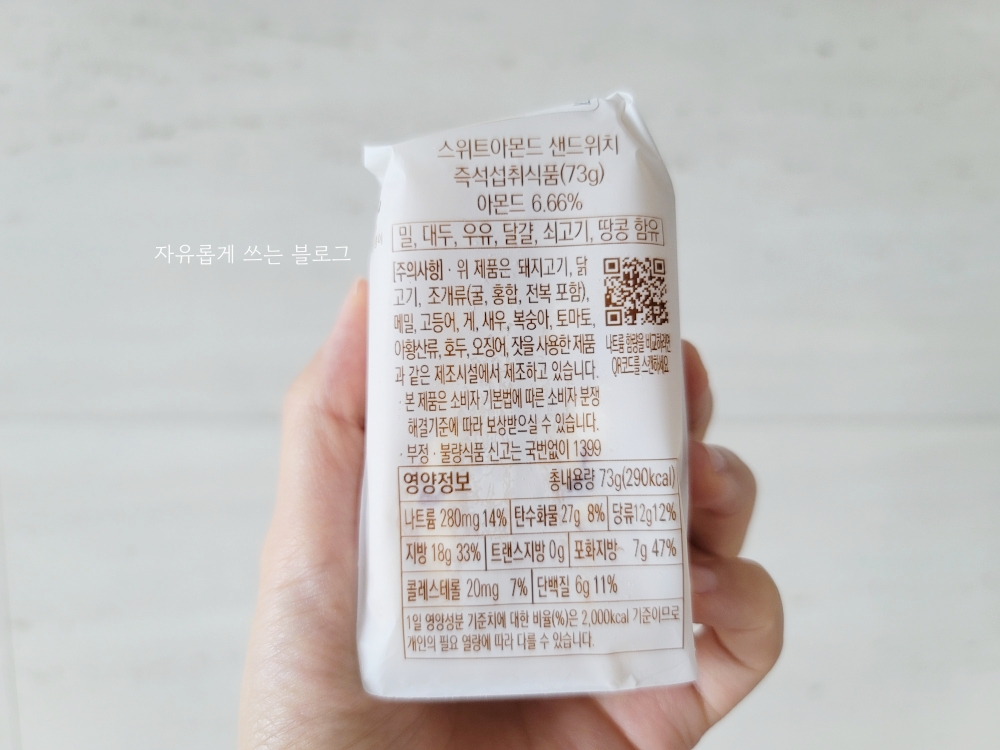 스위트아몬드 샌드위치
즉석섭취식품(73g)
아몬드 6.66%
밀, 대두, 우유, 달걀, 쇠고기, 땅콩 함유
자유롭게 쓰는 블로그
[주의사항] · 위 제품은 돼지고기, 닭
고기, 조개류(굴, 홍합, 전복 포함),
메밀, 고등어, 게, 새우, 복숭아, 토마토,
아황산류, 호두, 오징어, 잣을 사용한 제품
과 같은 제조시설에서 제조하고 있습니다.
· 본 제품은 소비자 기본법에 따른 소비자 분쟁
해결기준에 따라 보상받으실 수 있습니다.
· 부정 · 불량식품 신고는 국번없이 1399
나트륨 함량을 비교하려면
QR코드를 스캔하세요
영양정보 총내용량 73g(290kcal)
나트륨 280mg 14% 탄수화물 27g 8% 당류12g12%
지방 18g 33% 트랜스지방 0g 포화지방 7g 47%
콜레스테롤 20mg 7% 단백질 6g 11%
1일 영양성분 기준치에 대한 비율(%)은 2,000kcal 기준이므로
개인의 필요 열량에 따라 다를 수 있습니다.